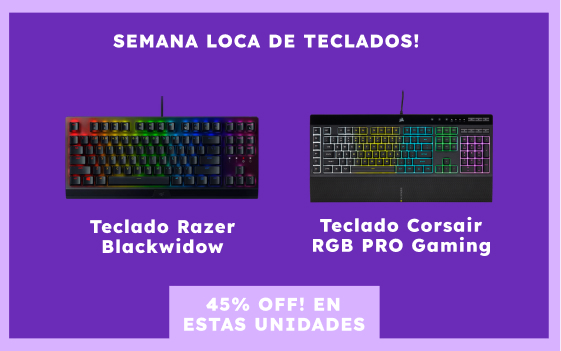 SEMANA LOCA DE TECLADOS!
Teclado Razer
Blackwidow
Teclado Corsair
RGB PRO Gaming
45% OFF! EN
ESTAS UNIDADES